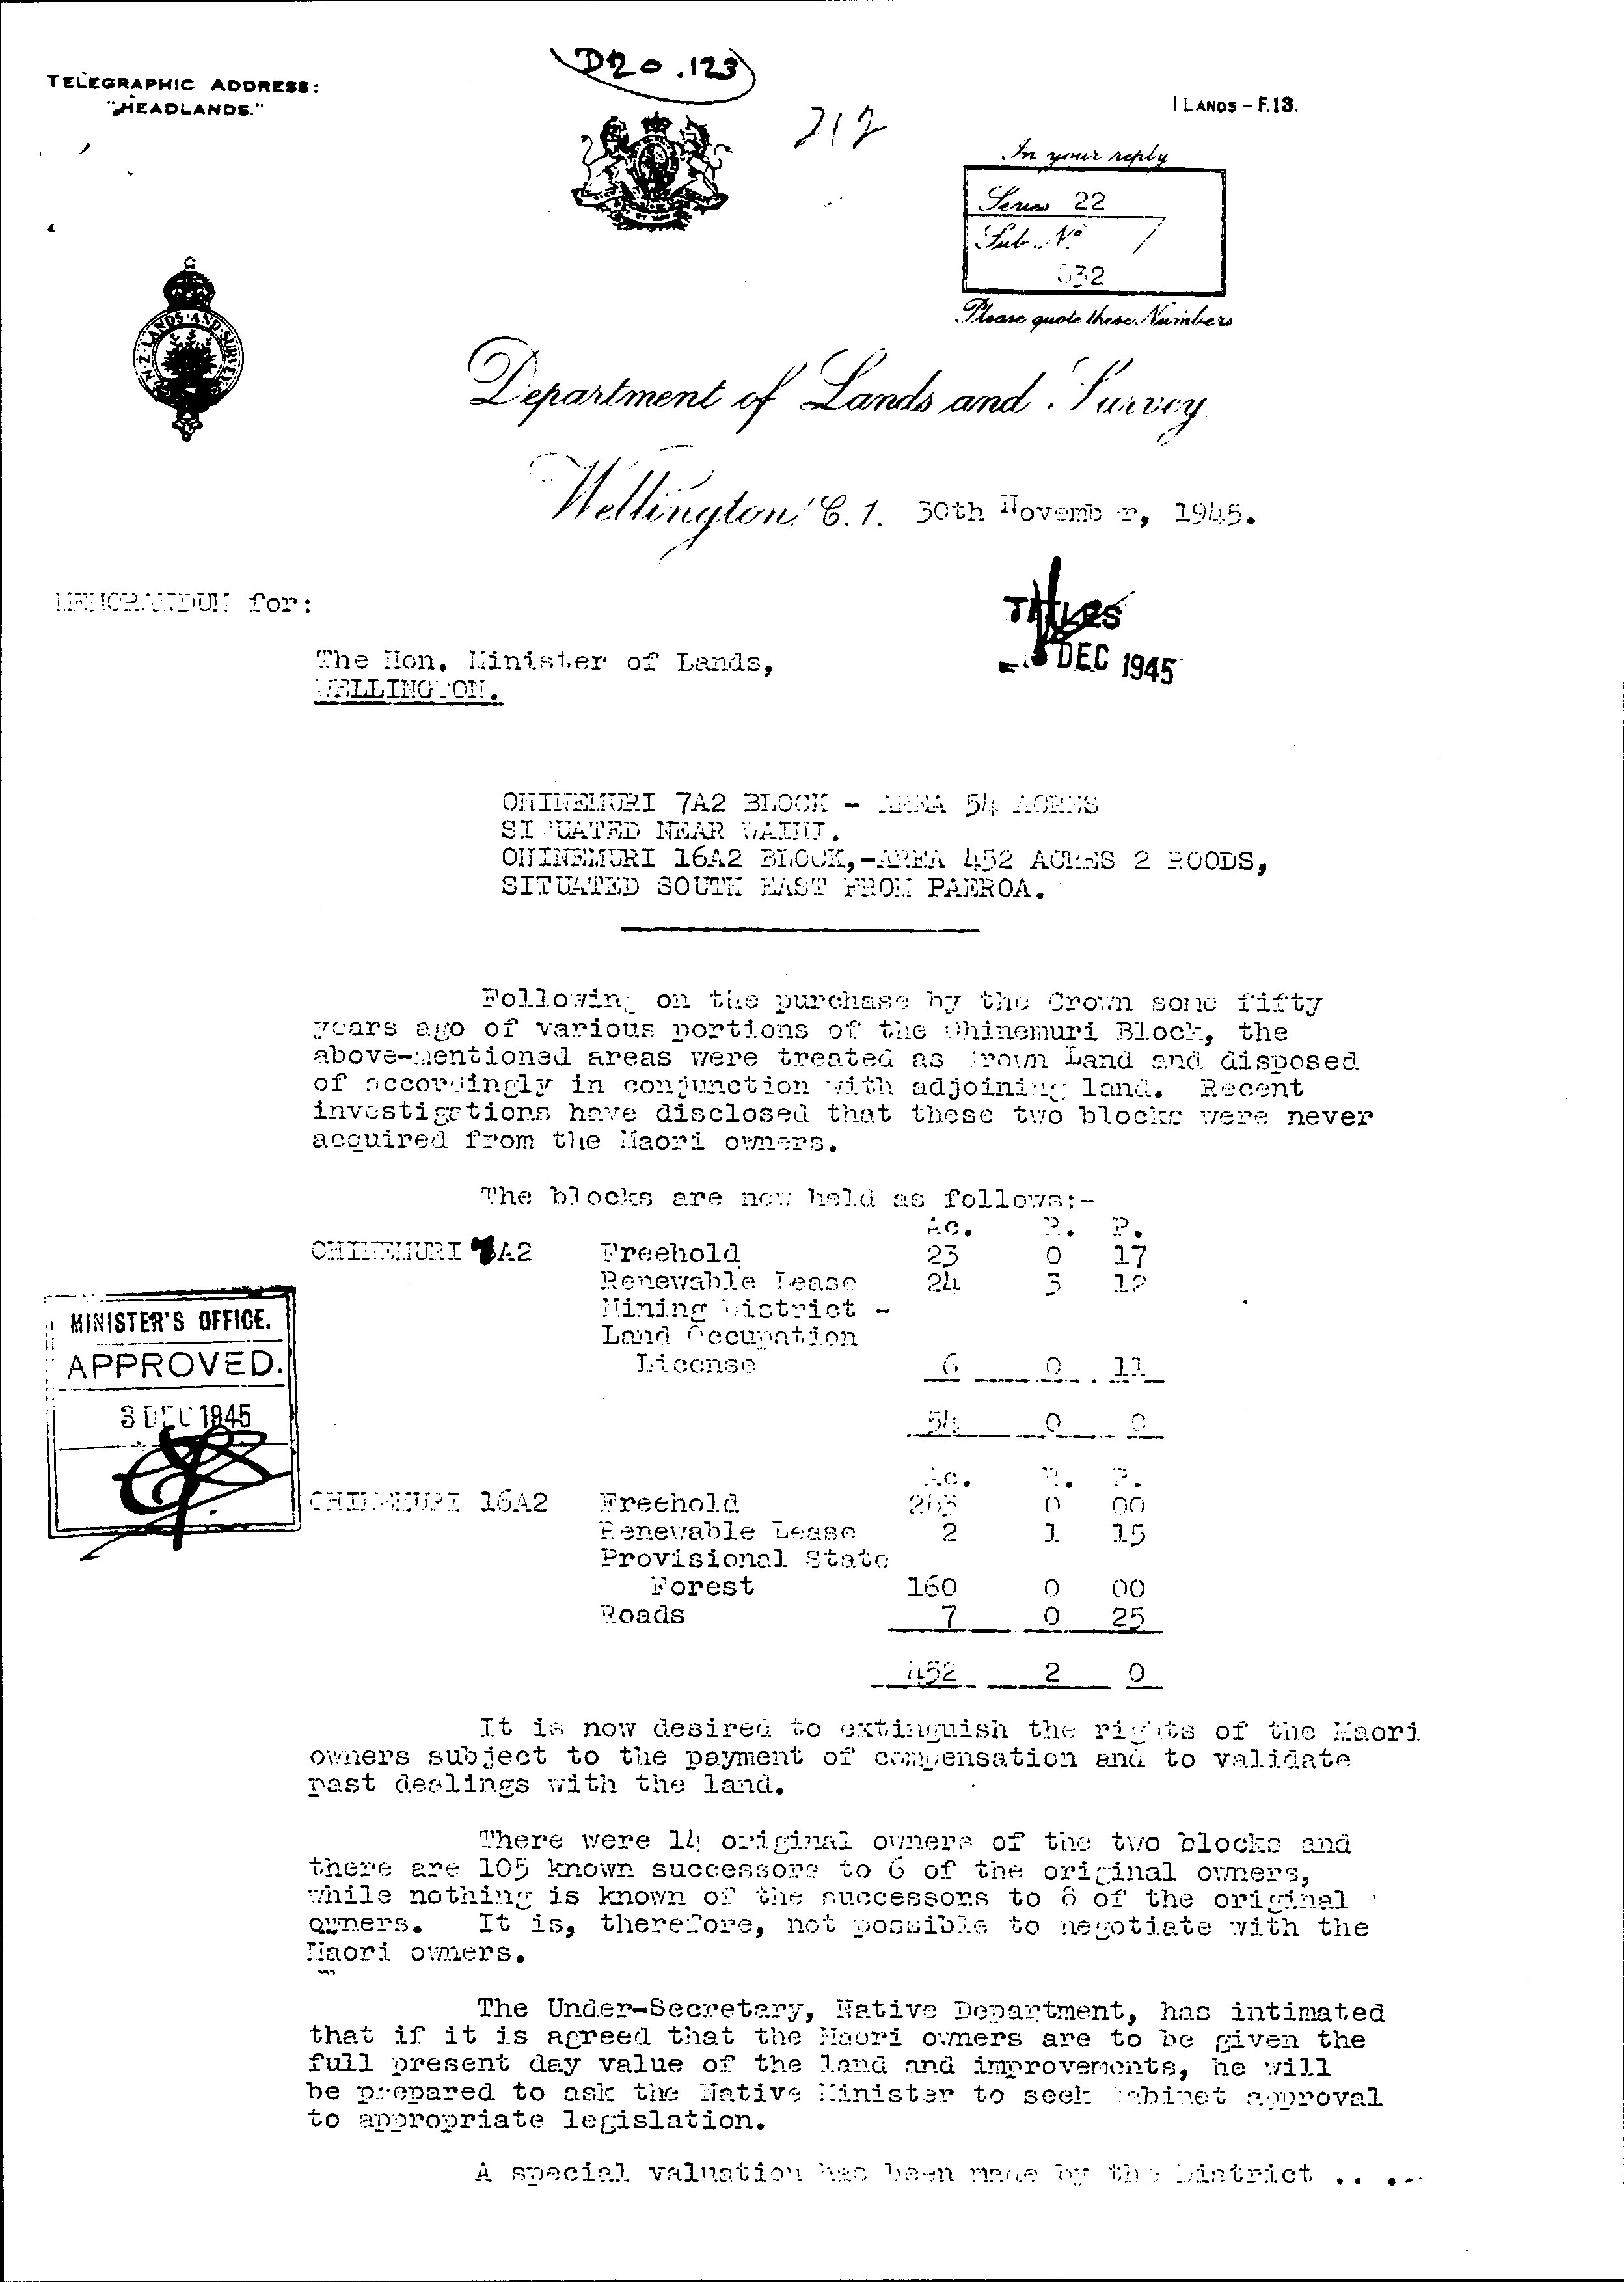 D20.123
TELEGRAPHIC ADDRESS:
"HEADLANDS."
212
LANDS – F.13.
In your reply
Series 22
Sub. No. /
632
Please quote these Numbers
N.Z. LANDS AND SURVEY
Department of Lands and Survey
Wellington, C.1. 30th November, 1945.
MEMORANDUM for:
TITLES
DEC 1945
The Hon. Minister of Lands,
WELLINGTON.
OHINEMURI 7A2 BLOCK - AREA 54 ACRES
SITUATED NEAR WAIHI.
OHINEMURI 16A2 BLOCK,-AREA 452 ACRES 2 ROODS,
SITUATED SOUTH EAST FROM PAEROA.
Following on the purchase by the Crown some fifty
years ago of various portions of the Ohinemuri Block, the
above-mentioned areas were treated as Crown Land and disposed
of accordingly in conjunction with adjoining land. Recent
investigations have disclosed that these two blocks were never
acquired from the Maori owners.
The blocks are now held as follows:-
Ac. R. P.
OHINEMURI 7A2 Freehold 23 0 17
Renewable Lease 24 3 12
Mining District -
Land Occupation
License 6 0 11
54 0 0
MINISTER'S OFFICE.
APPROVED.
3 DEC 1945
Ac. R. P.
OHINEMURI 16A2 Freehold 0 00
Renewable Lease 2 1 15
Provisional State
Forest 160 0 00
Roads 7 0 25
452 2 0
It is now desired to extinguish the rights of the Maori
owners subject to the payment of compensation and to validate
past dealings with the land.
There were 14 original owners of the two blocks and
there are 105 known successors to 6 of the original owners,
while nothing is known of the successors to 8 of the original
owners. It is, therefore, not possible to negotiate with the
Maori owners.
The Under-Secretary, Native Department, has intimated
that if it is agreed that the Maori owners are to be given the
full present day value of the land and improvements, he will
be prepared to ask the Native Minister to seek Cabinet approval
to appropriate legislation.
A special valuation has been made by the District .. ..